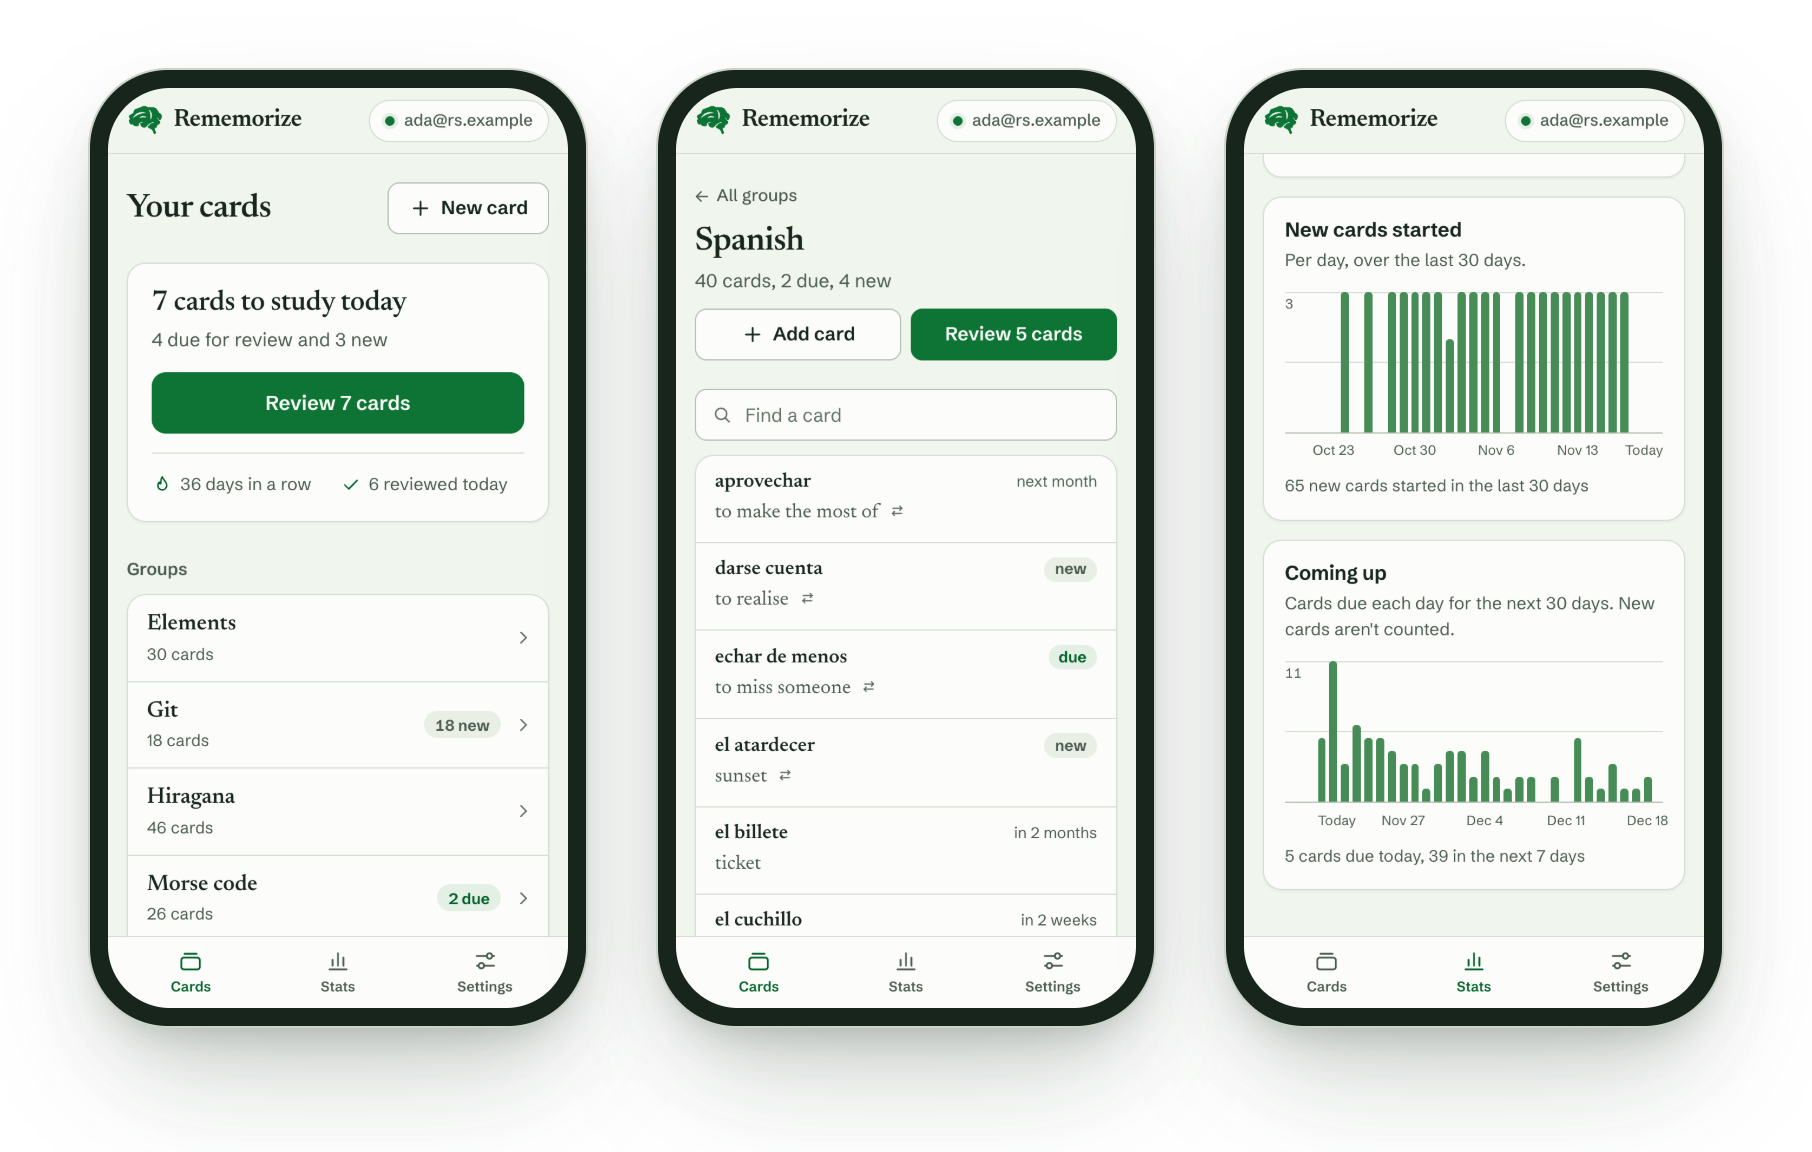 Rememorize
ada@rs.example
Your cards
New card
7 cards to study today
4 due for review and 3 new
Review 7 cards
36 days in a row
6 reviewed today
Groups
Elements
30 cards
Git
18 cards
18 new
Hiragana
46 cards
Morse code
26 cards
2 due
Cards
Stats
Settings
Rememorize
ada@rs.example
All groups
Spanish
40 cards, 2 due, 4 new
Add card
Review 5 cards
Find a card
aprovechar
next month
to make the most of
darse cuenta
new
to realise
echar de menos
due
to miss someone
el atardecer
new
sunset
el billete
in 2 months
ticket
el cuchillo
in 2 weeks
Cards
Stats
Settings
Rememorize
ada@rs.example
New cards started
Per day, over the last 30 days.
3
Oct 23
Oct 30
Nov 6
Nov 13
Today
65 new cards started in the last 30 days
Coming up
Cards due each day for the next 30 days. New
cards aren't counted.
11
Today
Nov 27
Dec 4
Dec 11
Dec 18
5 cards due today, 39 in the next 7 days
Cards
Stats
Settings